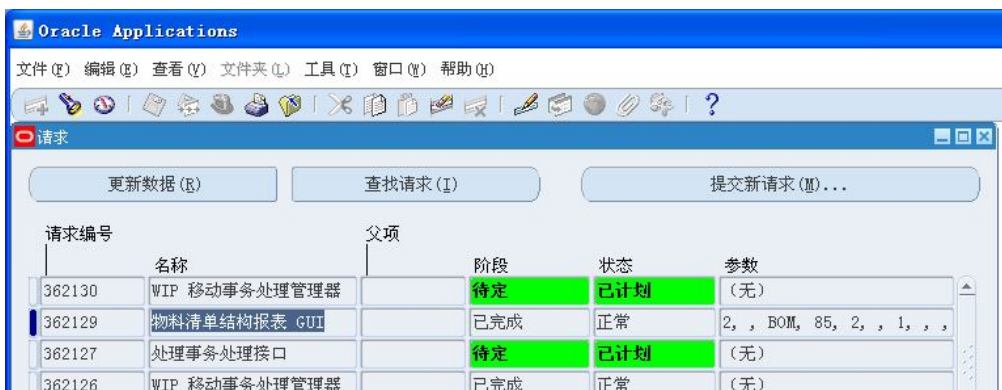 Oracle Applications
文件(F) 编辑(E) 查看(V) 文件夹(L) 工具(T) 窗口(W) 帮助(H)
请求
更新数据(R) 查找请求(I) 提交新请求(M)...
请求编号 父项
名称 阶段 状态 参数
362130 WIP 移动事务处理管理器 待定 已计划 (无)
362129 物料清单结构报表 GUI 已完成 正常 2, , BOM, 85, 2, , 1, , ,
362127 处理事务处理接口 待定 已计划 (无)
362126 WIP 移动事务处理管理器 已完成 正常 (无)